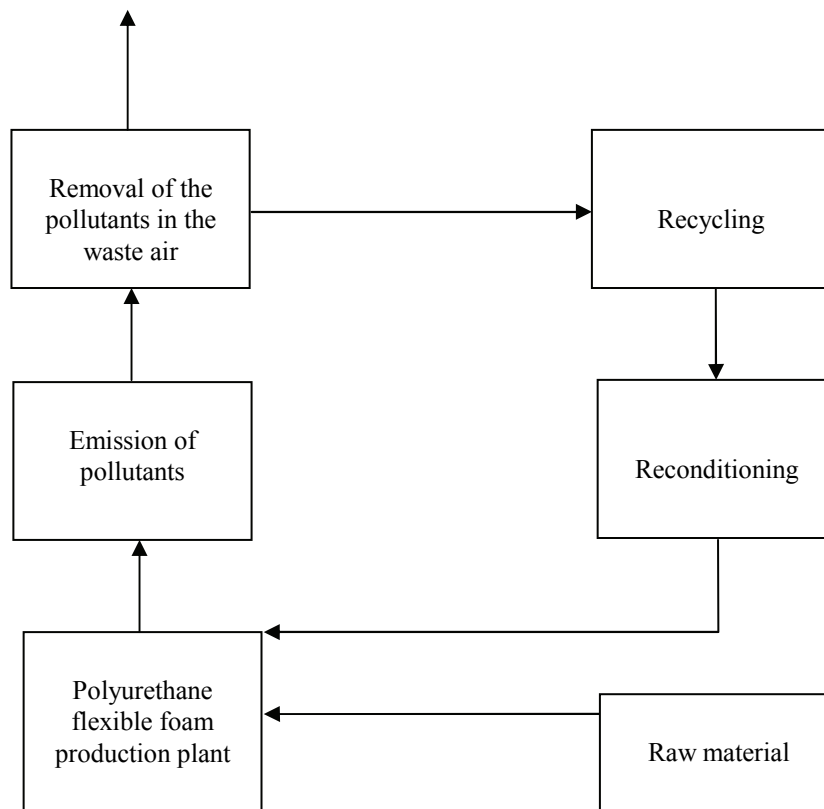 Removal of the
pollutants in the
waste air
Recycling
Emission of
pollutants
Reconditioning
Polyurethane
flexible foam
production plant
Raw material